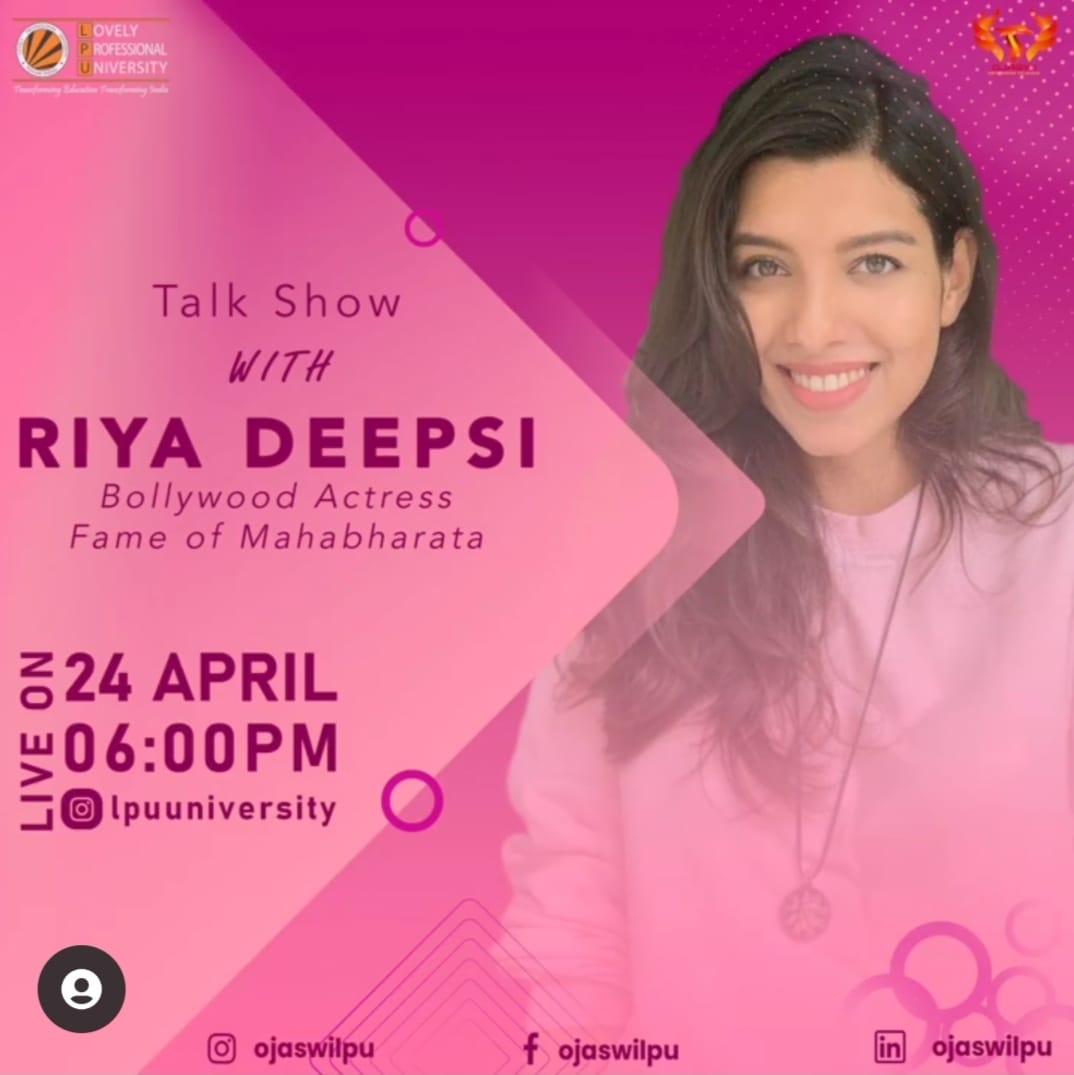 LOVELY
PROFESSIONAL
UNIVERSITY
Transforming Education Transforming India
Talk Show
WITH
RIYA DEEPSI
Bollywood Actress
Fame of Mahabharata
LIVE ON
24 APRIL
06:00PM
lpuuniversity
ojaswilpu
ojaswilpu
ojaswilpu